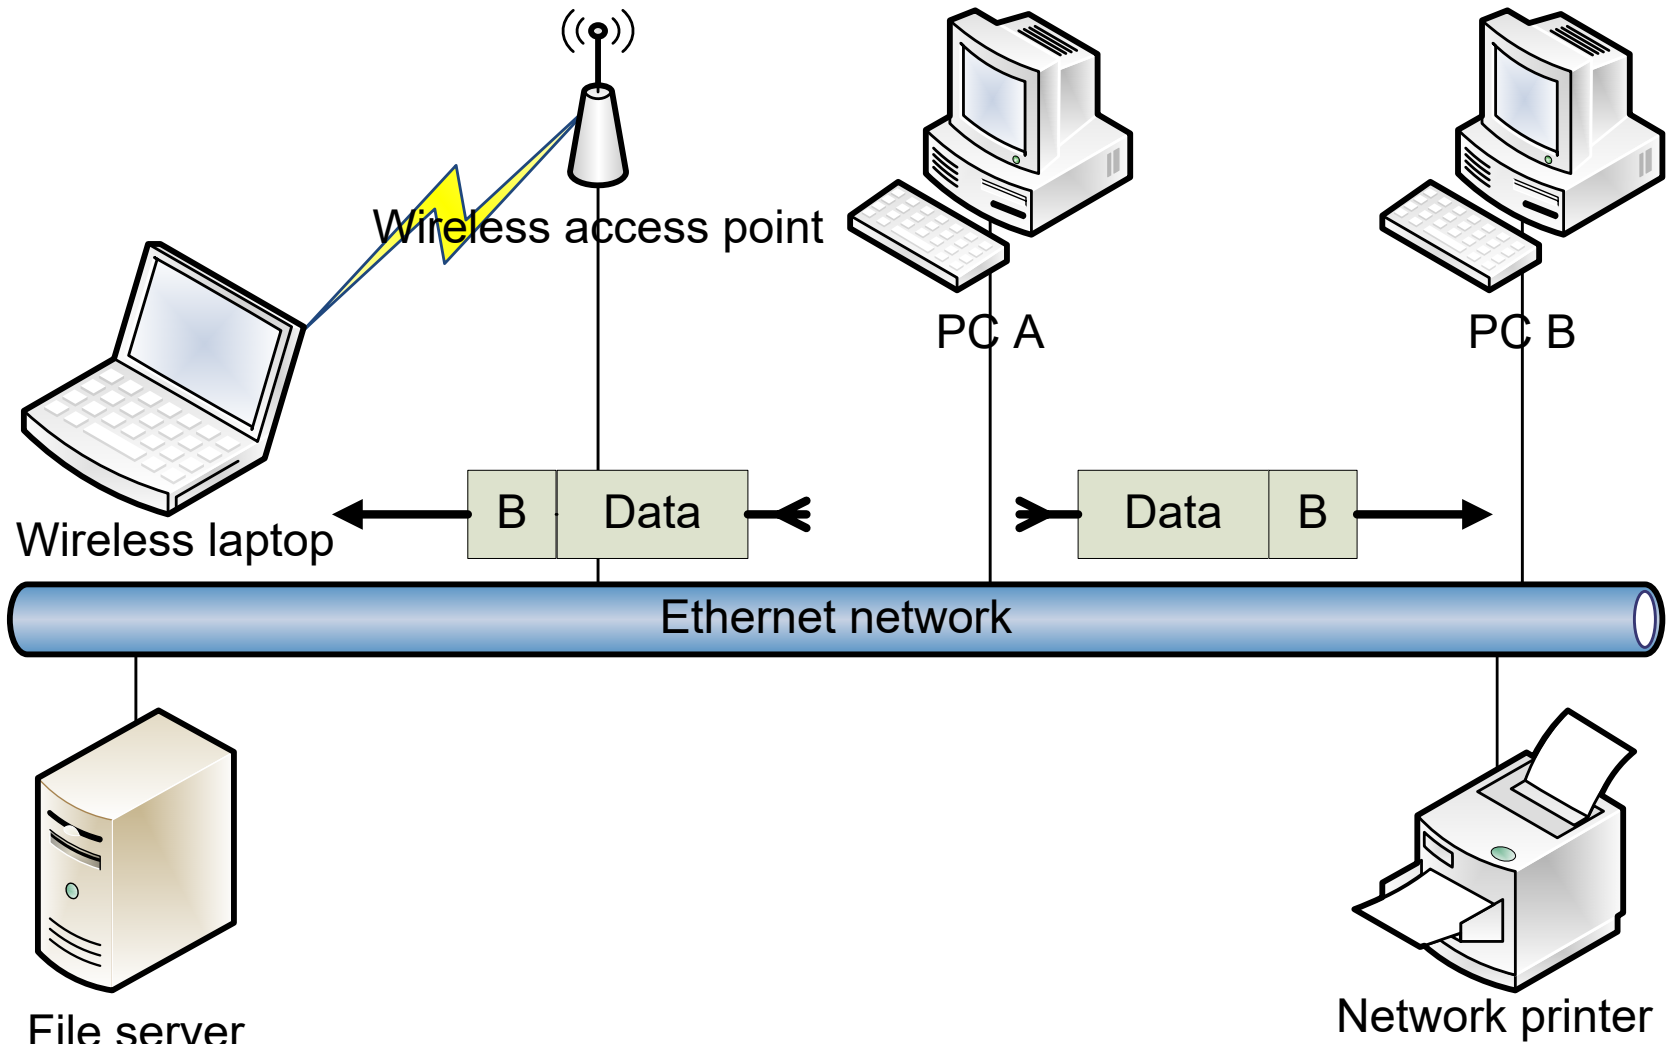 Wireless access point
PC A
PC B
B Data
Data B
Wireless laptop
Ethernet network
File server
Network printer